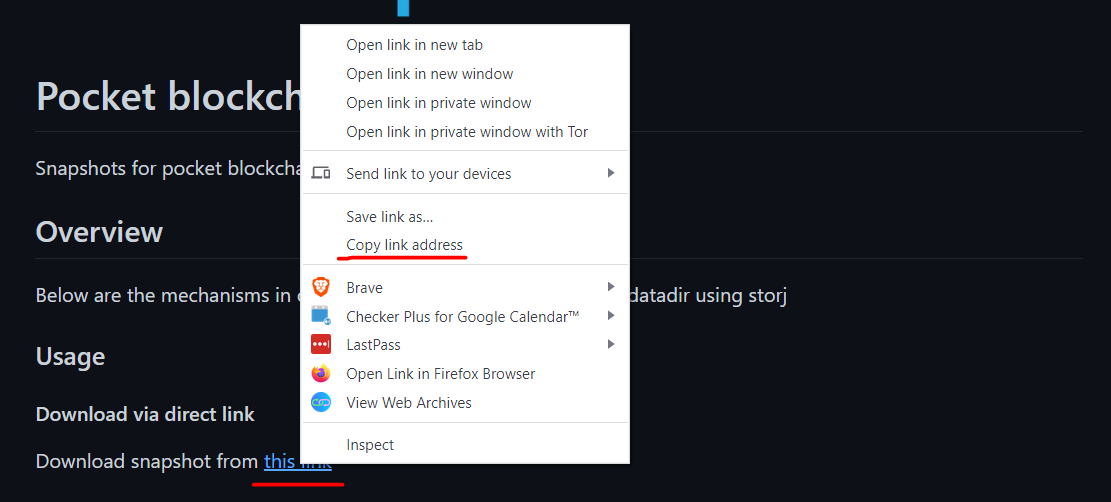 Open link in new tab
Open link in new window
Pocket blockch
Open link in private window
Open link in private window with Tor
Snapshots for pocket blockcha
Send link to your devices
Save link as...
Overview
Copy link address
Brave
Below are the mechanisms in
datadir using storj
Checker Plus for Google Calendar™
LastPass
Usage
Open Link in Firefox Browser
View Web Archives
Download via direct link
Inspect
Download snapshot from this link